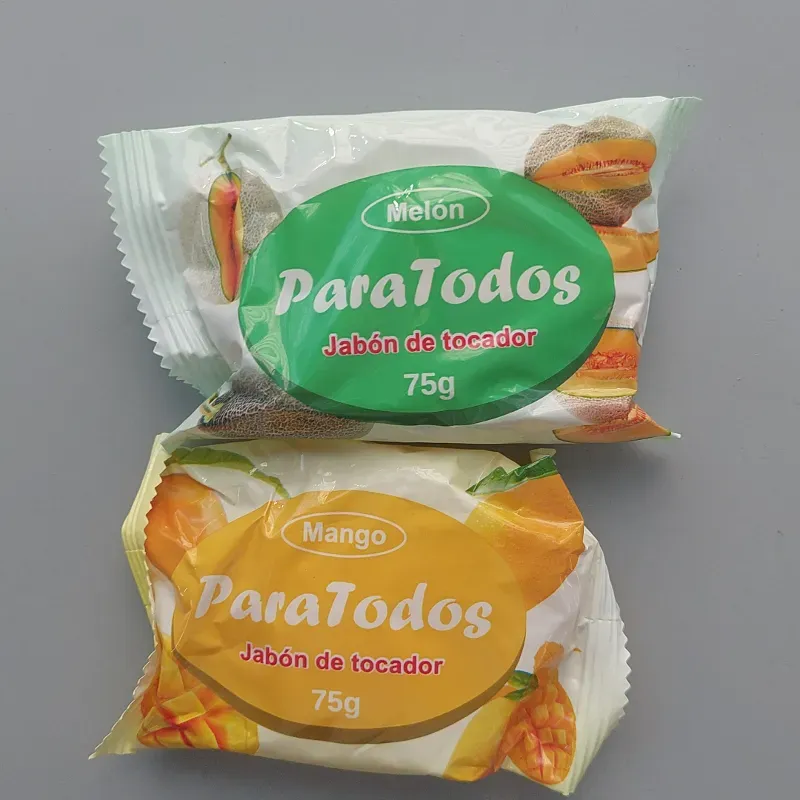 Melón
ParaTodos
Jabón de tocador
75g
Mango
ParaTodos
Jabón de tocador
75g